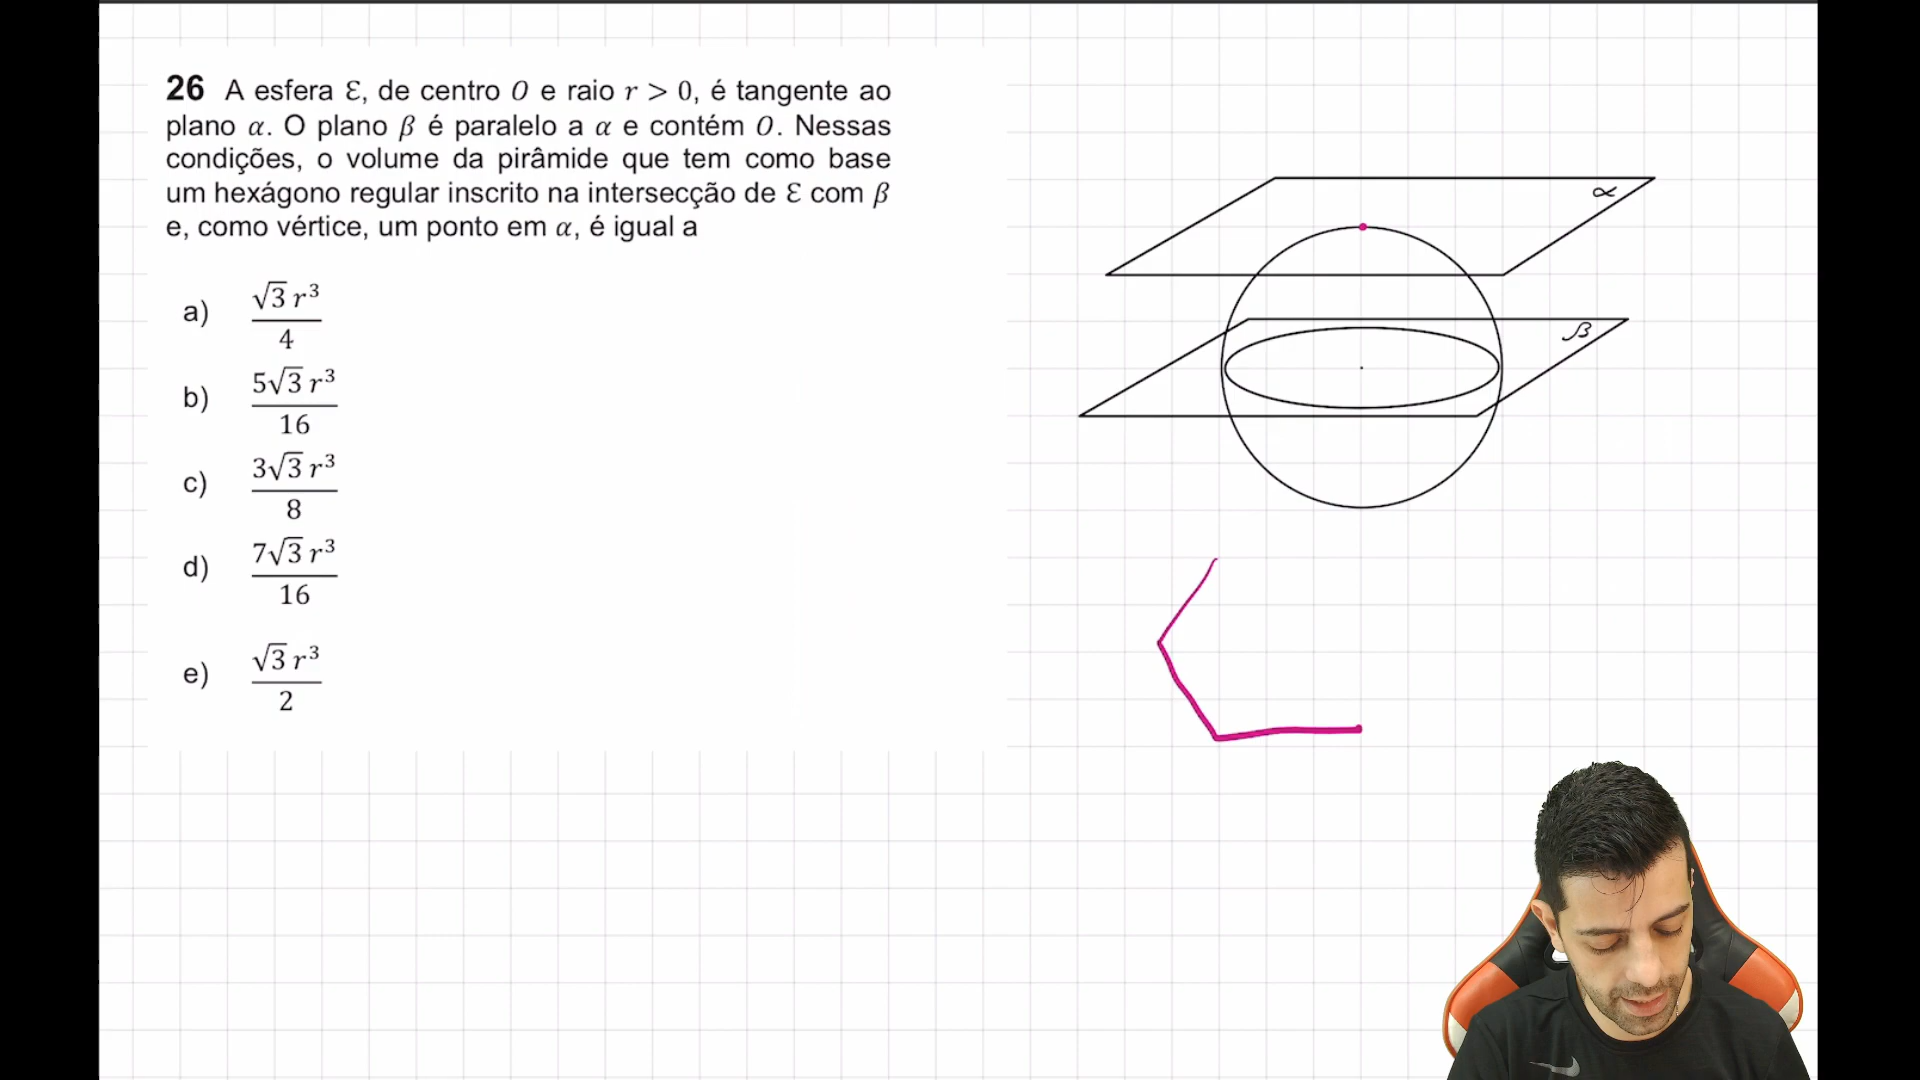 26 A esfera Ɛ, de centro O e raio r > 0, é tangente ao
plano α. O plano β é paralelo a α e contém O. Nessas
condições, o volume da pirâmide que tem como base
um hexágono regular inscrito na intersecção de Ɛ com β
e, como vértice, um ponto em α, é igual a
a) √3 r³ / 4
b) 5√3 r³ / 16
c) 3√3 r³ / 8
d) 7√3 r³ / 16
e) √3 r³ / 2
α
β